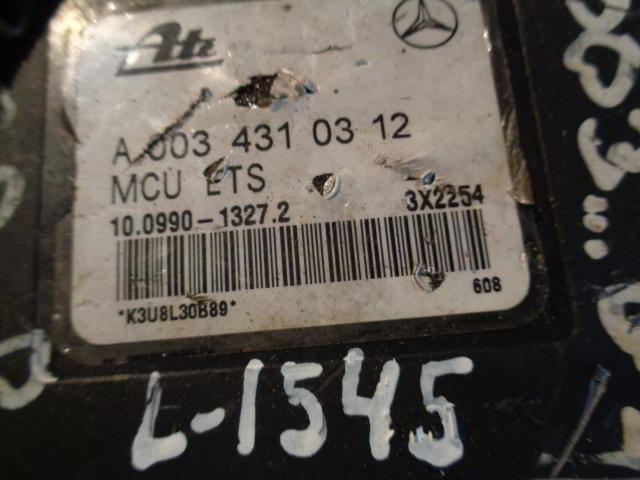 Ate
A 003 431 03 12
MCU ETS
10.0990-1327.2 3X2254
*K3U8L30B89* 608
L-1545